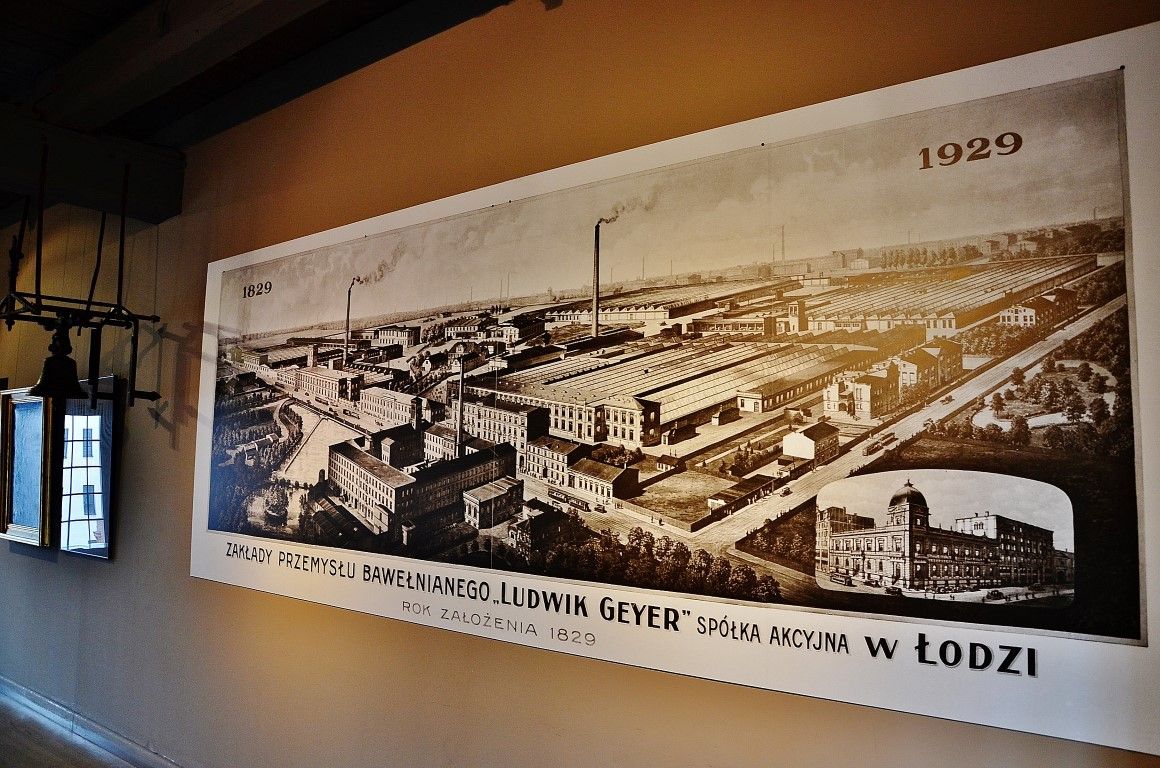 1829
1929
ZAKŁADY PRZEMYSŁU BAWEŁNIANEGO „LUDWIK GEYER" SPÓŁKA AKCYJNA W ŁODZI
ROK ZAŁOŻENIA 1829